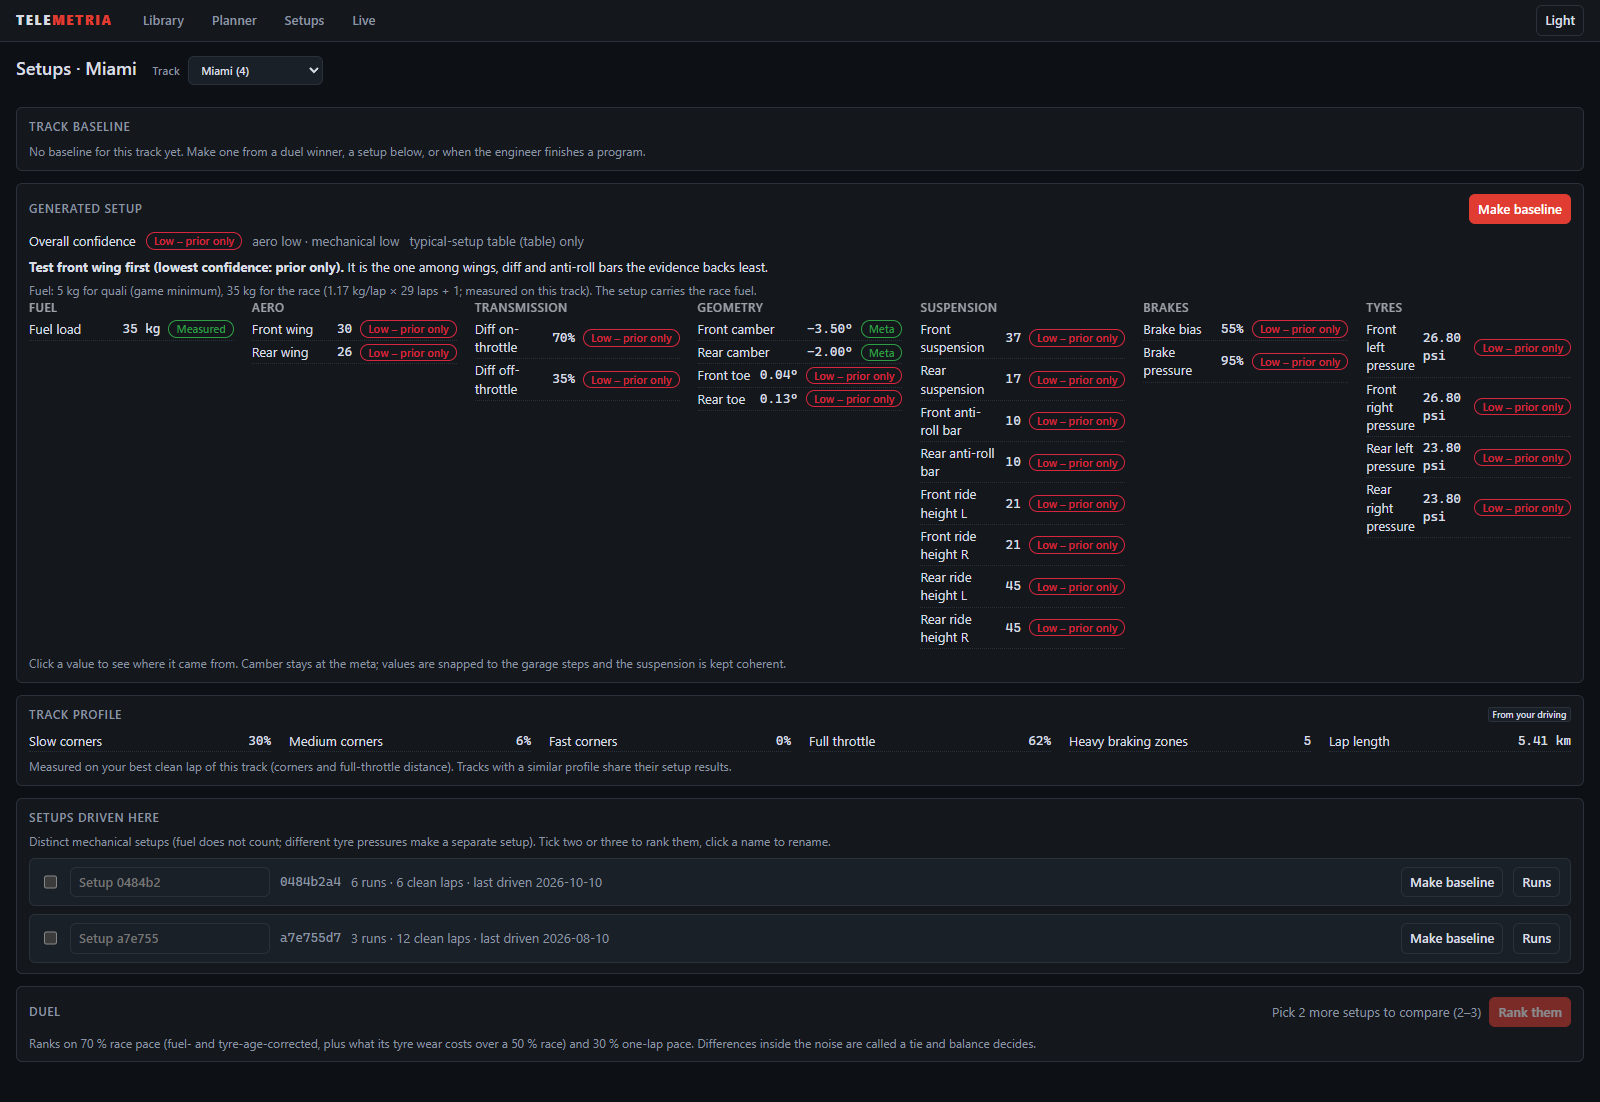 TELEMETRIA Library Planner Setups Live Light
Setups · Miami Track Miami (4)
TRACK BASELINE
No baseline for this track yet. Make one from a duel winner, a setup below, or when the engineer finishes a program.
GENERATED SETUP Make baseline
Overall confidence Low – prior only aero low · mechanical low typical-setup table (table) only
Test front wing first (lowest confidence: prior only). It is the one among wings, diff and anti-roll bars the evidence backs least.
Fuel: 5 kg for quali (game minimum), 35 kg for the race (1.17 kg/lap × 29 laps + 1; measured on this track). The setup carries the race fuel.
FUEL
Fuel load 35 kg Measured
AERO
Front wing 30 Low – prior only
Rear wing 26 Low – prior only
TRANSMISSION
Diff on-
throttle 70% Low – prior only
Diff off-
throttle 35% Low – prior only
GEOMETRY
Front camber −3.50° Meta
Rear camber −2.00° Meta
Front toe 0.04° Low – prior only
Rear toe 0.13° Low – prior only
SUSPENSION
Front
suspension 37 Low – prior only
Rear
suspension 17 Low – prior only
Front anti-
roll bar 10 Low – prior only
Rear anti-roll
bar 10 Low – prior only
Front ride
height L 21 Low – prior only
Front ride
height R 21 Low – prior only
Rear ride
height L 45 Low – prior only
Rear ride
height R 45 Low – prior only
BRAKES
Brake bias 55% Low – prior only
Brake
pressure 95% Low – prior only
TYRES
Front
left
pressure 26.80 psi Low – prior only
Front
right
pressure 26.80 psi Low – prior only
Rear left
pressure 23.80 psi Low – prior only
Rear
right
pressure 23.80 psi Low – prior only
Click a value to see where it came from. Camber stays at the meta; values are snapped to the garage steps and the suspension is kept coherent.
TRACK PROFILE From your driving
Slow corners 30% Medium corners 6% Fast corners 0% Full throttle 62% Heavy braking zones 5 Lap length 5.41 km
Measured on your best clean lap of this track (corners and full-throttle distance). Tracks with a similar profile share their setup results.
SETUPS DRIVEN HERE
Distinct mechanical setups (fuel does not count; different tyre pressures make a separate setup). Tick two or three to rank them, click a name to rename.
Setup 0484b2 0484b2a4 6 runs · 6 clean laps · last driven 2026-10-10 Make baseline Runs
Setup a7e755 a7e755d7 3 runs · 12 clean laps · last driven 2026-08-10 Make baseline Runs
DUEL Pick 2 more setups to compare (2–3) Rank them
Ranks on 70 % race pace (fuel- and tyre-age-corrected, plus what its tyre wear costs over a 50 % race) and 30 % one-lap pace. Differences inside the noise are called a tie and balance decides.